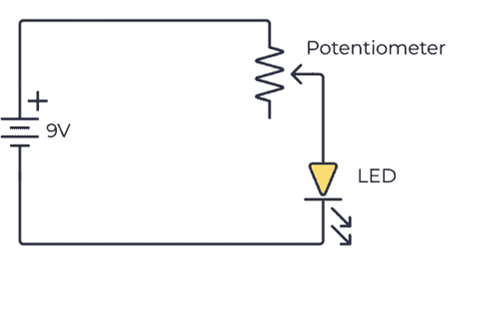 Potentiometer
+
9V
LED